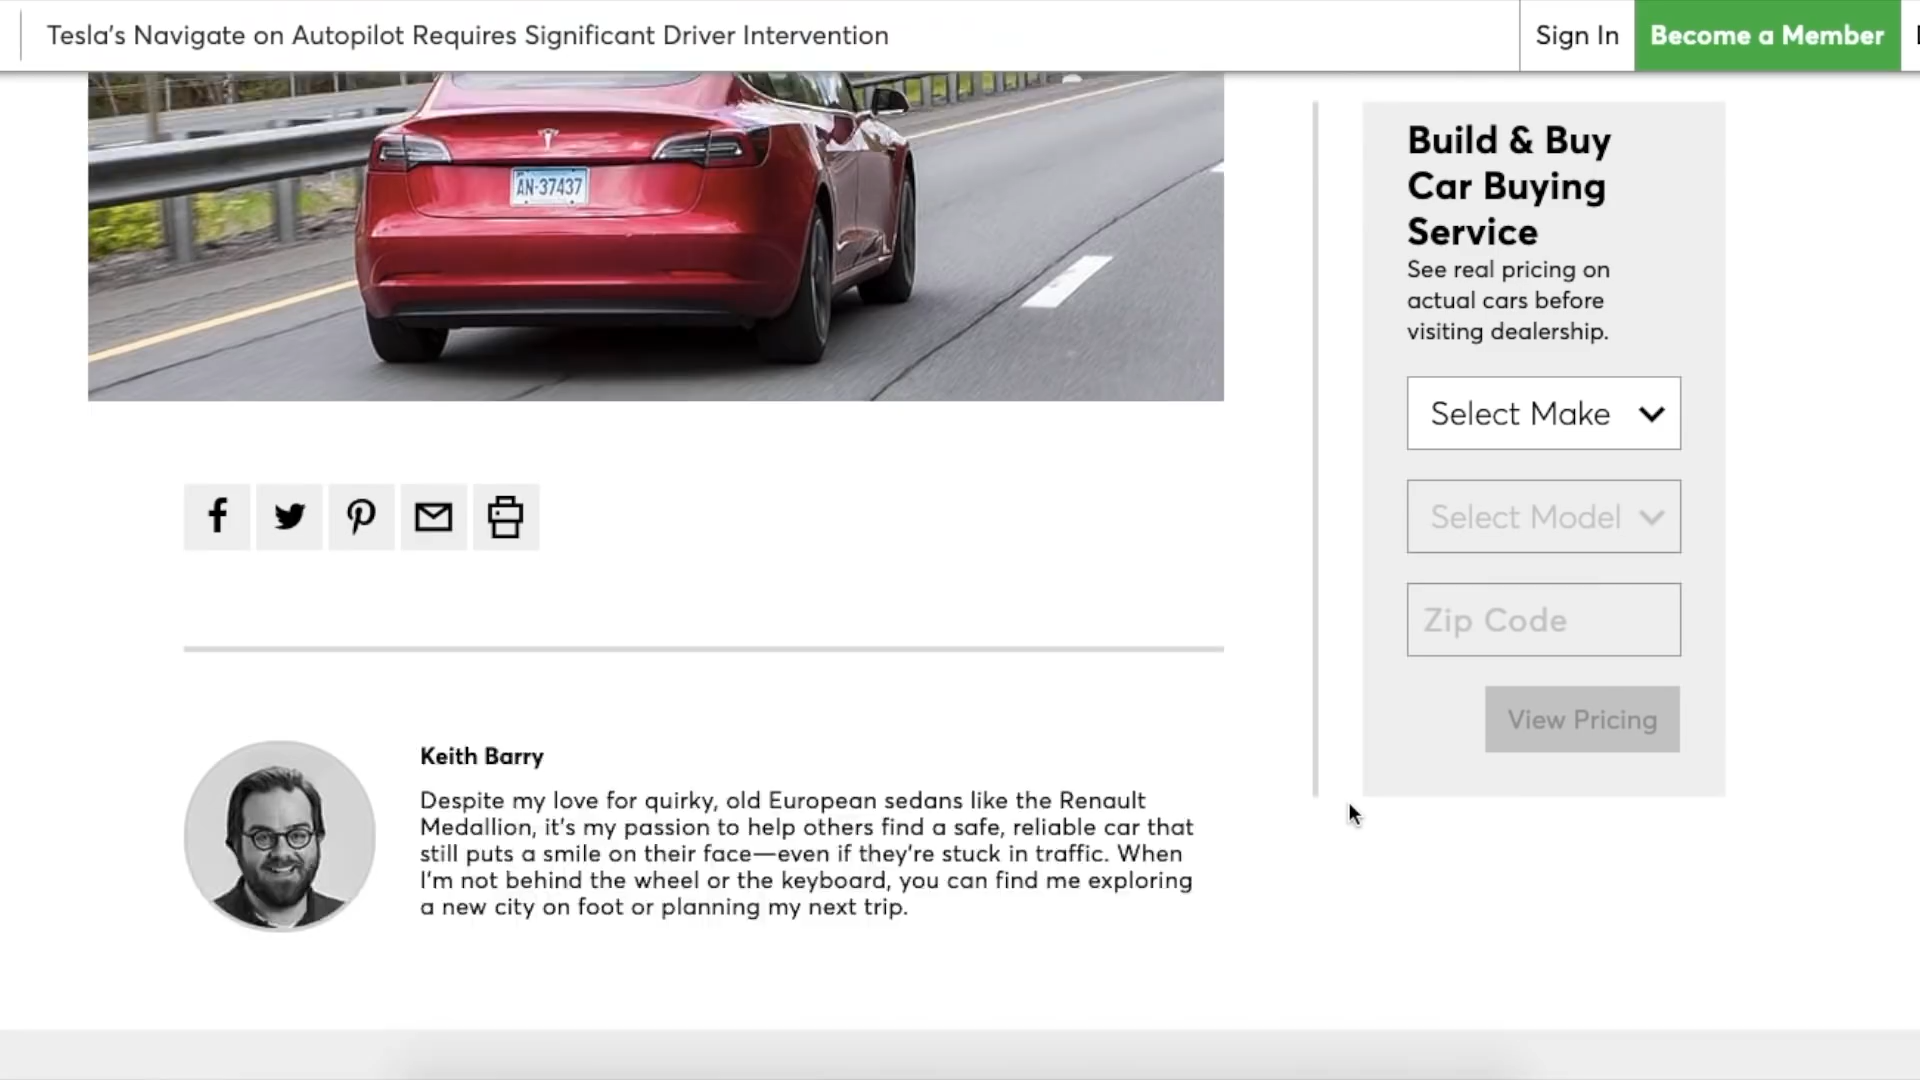 Tesla's Navigate on Autopilot Requires Significant Driver Intervention
Sign In
Become a Member
AN·37437
Build & Buy
Car Buying
Service
See real pricing on
actual cars before
visiting dealership.
Select Make
Select Model
Zip Code
View Pricing
Keith Barry
Despite my love for quirky, old European sedans like the Renault
Medallion, it's my passion to help others find a safe, reliable car that
still puts a smile on their face—even if they're stuck in traffic. When
I'm not behind the wheel or the keyboard, you can find me exploring
a new city on foot or planning my next trip.